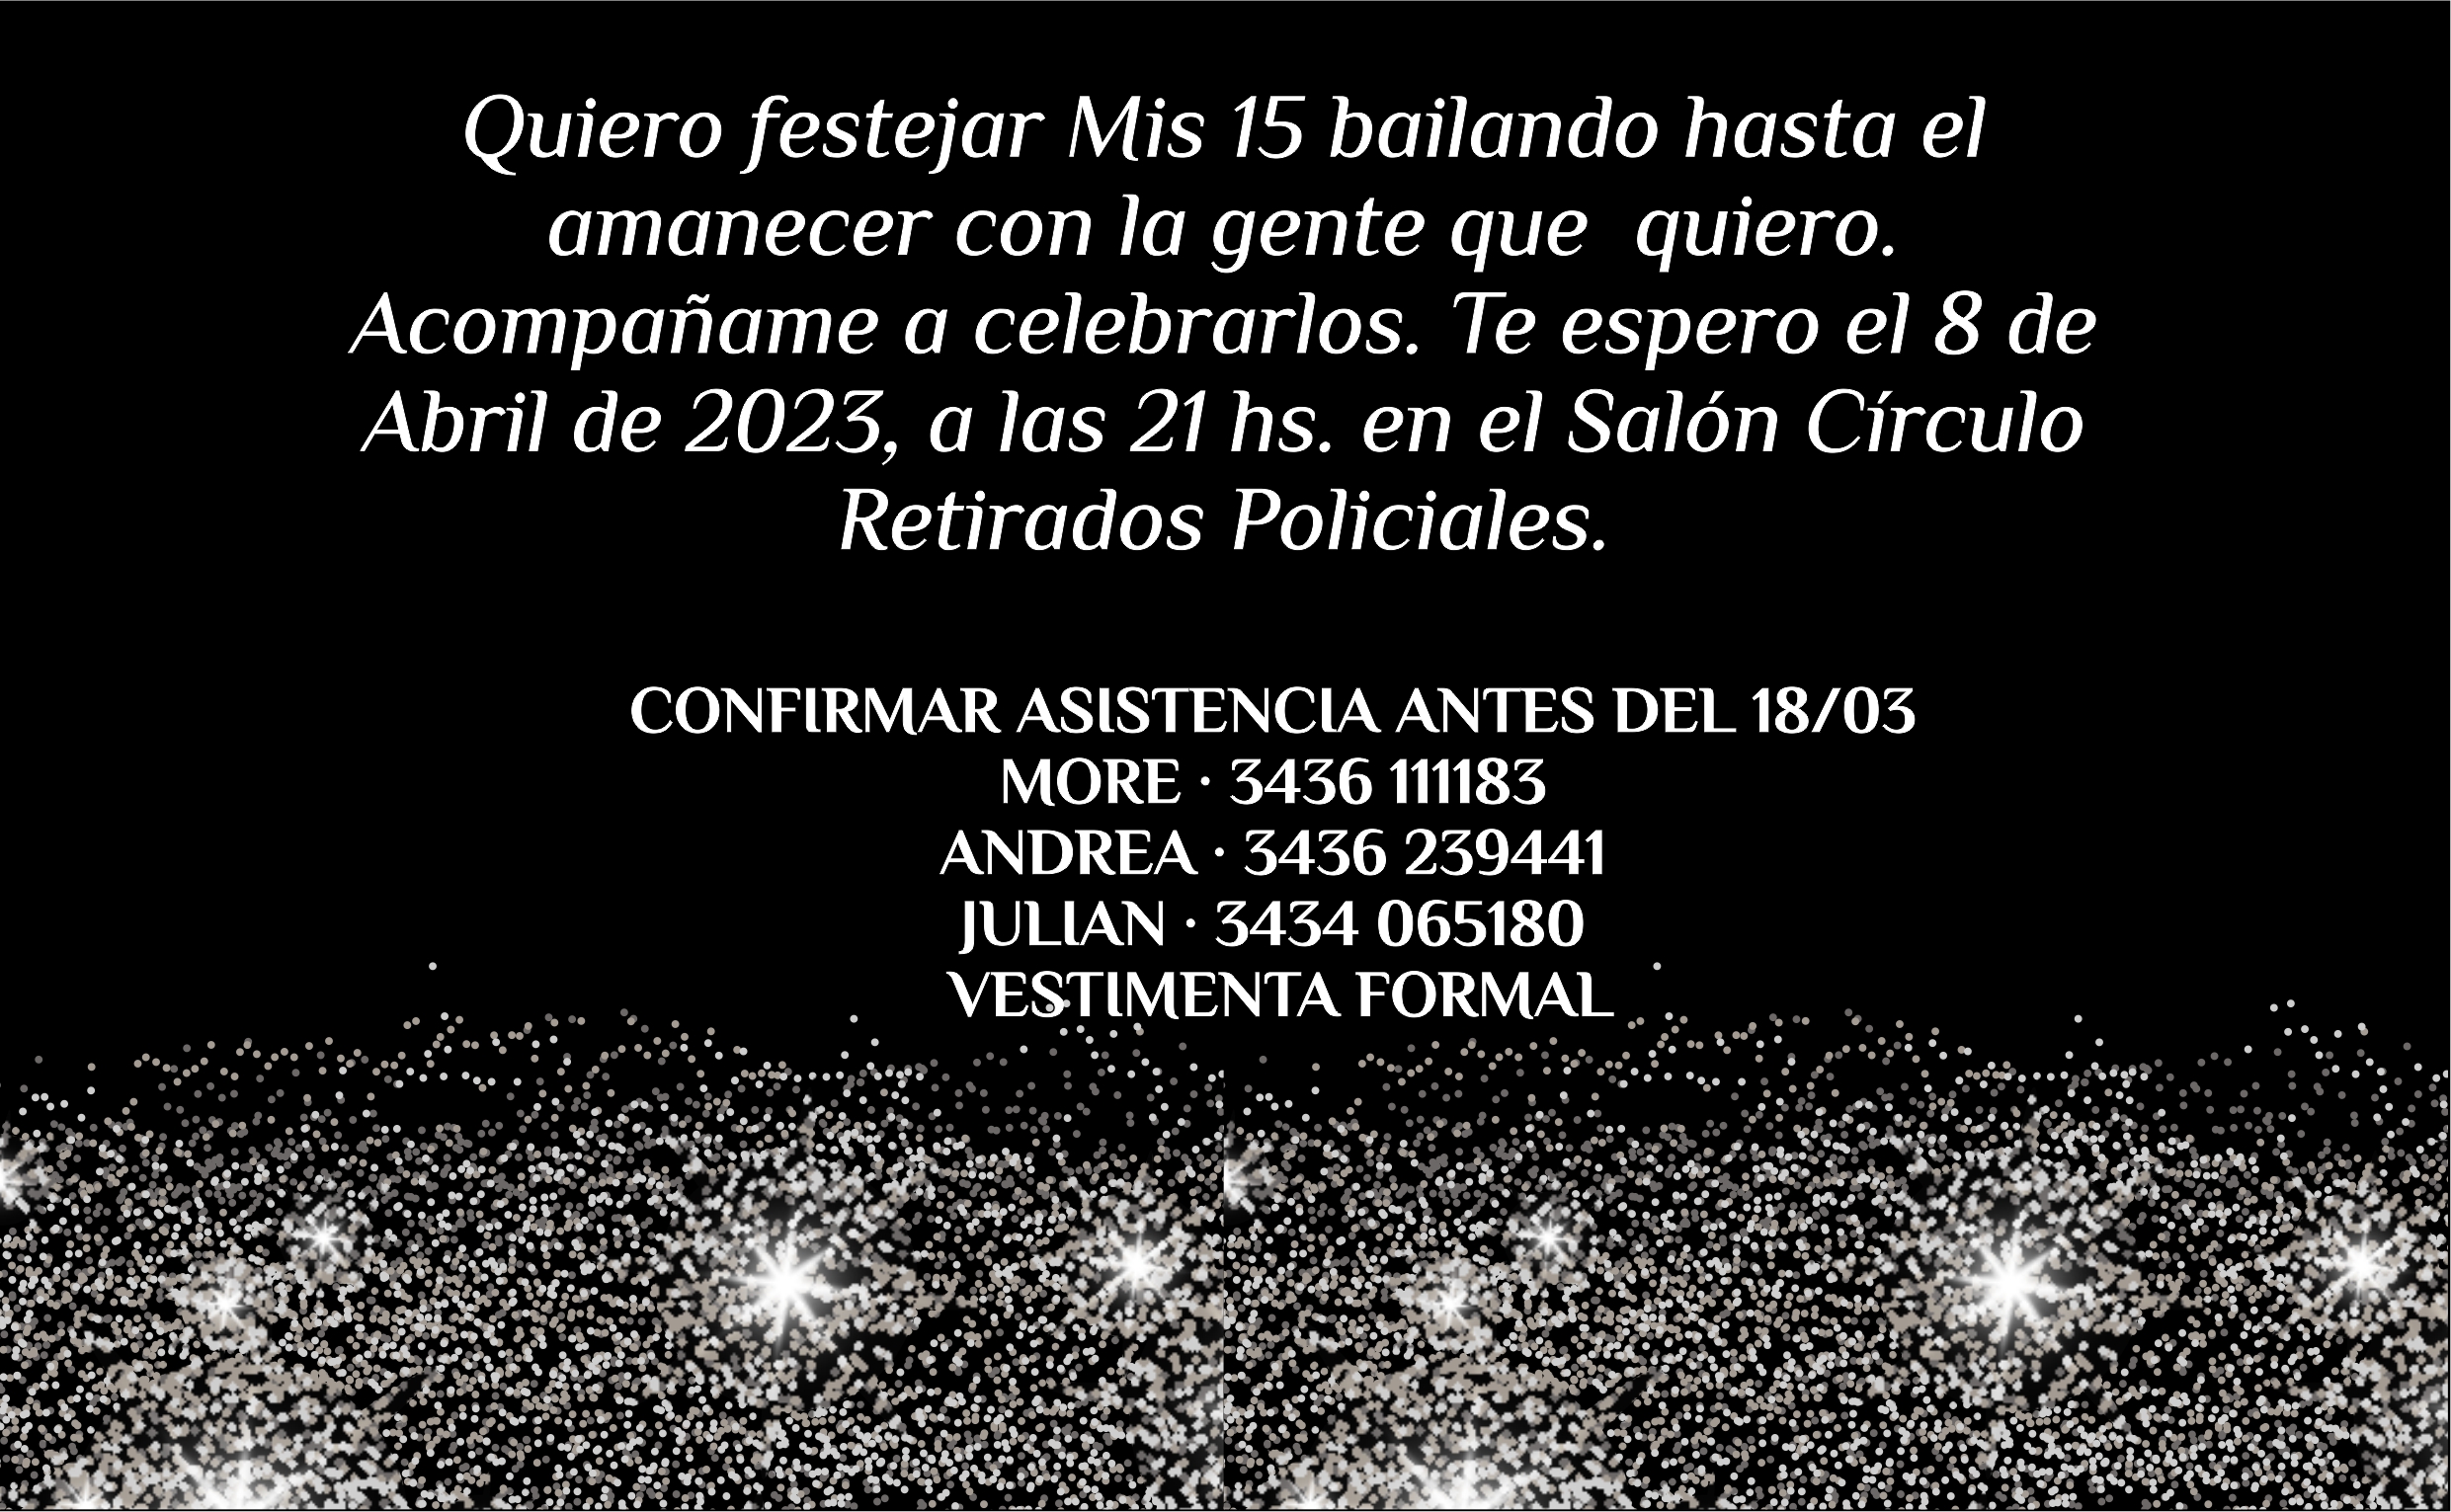 Quiero festejar Mis 15 bailando hasta el
amanecer con la gente que  quiero.
Acompañame a celebrarlos. Te espero el 8 de
Abril de 2023, a las 21 hs. en el Salón Círculo
Retirados Policiales.
CONFIRMAR ASISTENCIA ANTES DEL 18/03
MORE · 3436 111183
ANDREA · 3436 239441
JULIAN · 3434 065180
VESTIMENTA FORMAL